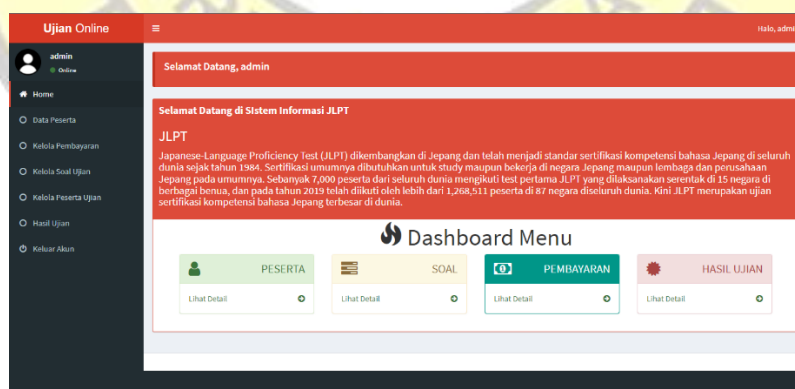 Ujian Online
Halo, admi
admin
Online
Home
Data Peserta
Kelola Pembayaran
Kelola Soal Ujian
Kelola Peserta Ujian
Hasil Ujian
Keluar Akun
Selamat Datang, admin
Selamat Datang di SIstem Informasi JLPT
JLPT
Japanese-Language Proficiency Test (JLPT) dikembangkan di Jepang dan telah menjadi standar sertifikasi kompetensi bahasa Jepang di seluruh
dunia sejak tahun 1984. Sertifikasi umumnya dibutuhkan untuk study maupun bekerja di negara Jepang maupun lembaga dan perusahaan
Jepang pada umumnya. Sebanyak 7,000 peserta dari seluruh dunia mengikuti test pertama JLPT yang dilaksanakan serentak di 15 negara di
berbagai benua, dan pada tahun 2019 telah diikuti oleh lebih dari 1,268,511 peserta di 87 negara diseluruh dunia. Kini JLPT merupakan ujian
sertifikasi kompetensi bahasa Jepang terbesar di dunia.
Dashboard Menu
PESERTA
Lihat Detail
SOAL
Lihat Detail
PEMBAYARAN
Lihat Detail
HASIL UJIAN
Lihat Detail